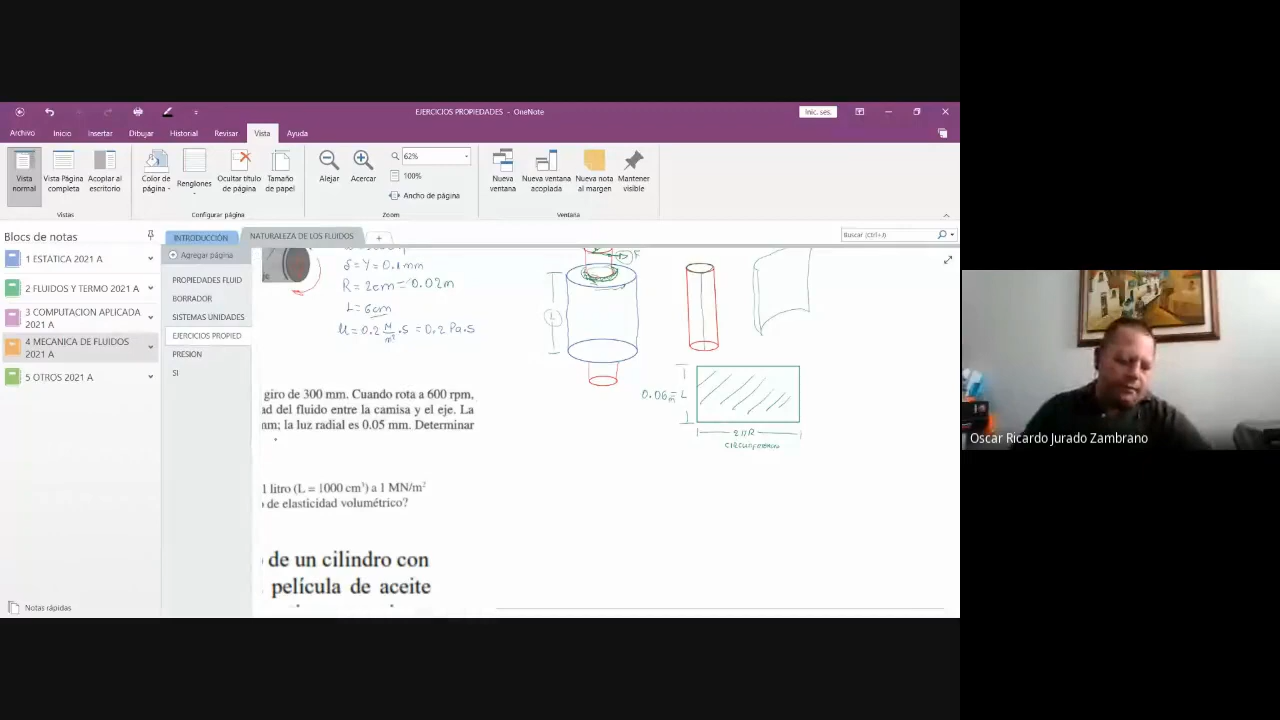 EJERCICIOS PROPIEDADES - OneNote
Inic. ses.
Archivo Inicio Insertar Dibujar Historial Revisar Vista Ayuda
Vista normal
Vista Página completa
Acoplar al escritorio
Color de página
Renglones
Ocultar título de página
Tamaño de papel
Alejar
Acercar
62%
100%
Ancho de página
Nueva ventana
Nueva ventana acoplada
Nueva nota al margen
Mantener visible
Vistas
Configurar página
Zoom
Ventana
Blocs de notas
INTRODUCCIÓN
NATURALEZA DE LOS FLUIDOS
+
Buscar (Ctrl+J)
1 ESTATICA 2021 A
2 FLUIDOS Y TERMO 2021 A
3 COMPUTACION APLICADA
2021 A
4 MECANICA DE FLUIDOS
2021 A
5 OTROS 2021 A
Notas rápidas
Agregar página
PROPIEDADES FLUID
BORRADOR
SISTEMAS UNIDADES
EJERCICIOS PROPIED
PRESION
SI
= Y = 0.1mm
R = 2cm = 0.02m
L = 6cm
μ = 0.2 N/m² . S = 0.2 Pa.S
F
L
0.06m = L
2πR
circunferencia
giro de 300 mm. Cuando rota a 600 rpm,
ad del fluido entre la camisa y el eje. La
nm; la luz radial es 0.05 mm. Determinar
1 litro (L = 1000 cm³) a 1 MN/m²
de elasticidad volumétrico?
de un cilindro con
película de aceite
Oscar Ricardo Jurado Zambrano